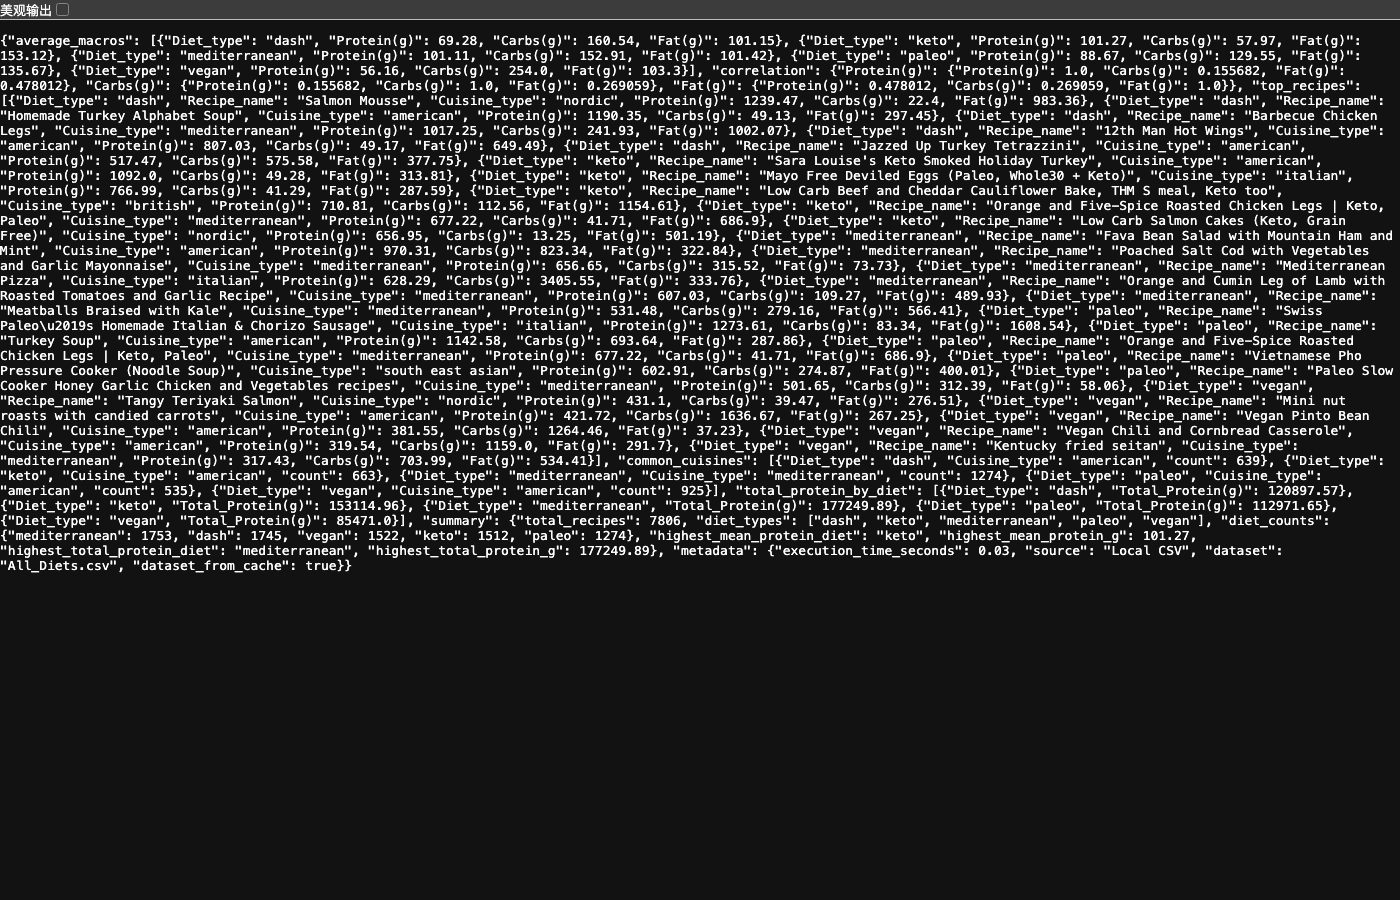 美观输出
{"average_macros": [{"Diet_type": "dash", "Protein(g)": 69.28, "Carbs(g)": 160.54, "Fat(g)": 101.15}, {"Diet_type": "keto", "Protein(g)": 101.27, "Carbs(g)": 57.97, "Fat(g)":
153.12}, {"Diet_type": "mediterranean", "Protein(g)": 101.11, "Carbs(g)": 152.91, "Fat(g)": 101.42}, {"Diet_type": "paleo", "Protein(g)": 88.67, "Carbs(g)": 129.55, "Fat(g)":
135.67}, {"Diet_type": "vegan", "Protein(g)": 56.16, "Carbs(g)": 254.0, "Fat(g)": 103.3}], "correlation": {"Protein(g)": {"Protein(g)": 1.0, "Carbs(g)": 0.155682, "Fat(g)":
0.478012}, "Carbs(g)": {"Protein(g)": 0.155682, "Carbs(g)": 1.0, "Fat(g)": 0.269059}, "Fat(g)": {"Protein(g)": 0.478012, "Carbs(g)": 0.269059, "Fat(g)": 1.0}}, "top_recipes":
[{"Diet_type": "dash", "Recipe_name": "Salmon Mousse", "Cuisine_type": "nordic", "Protein(g)": 1239.47, "Carbs(g)": 22.4, "Fat(g)": 983.36}, {"Diet_type": "dash", "Recipe_name":
"Homemade Turkey Alphabet Soup", "Cuisine_type": "american", "Protein(g)": 1190.35, "Carbs(g)": 49.13, "Fat(g)": 297.45}, {"Diet_type": "dash", "Recipe_name": "Barbecue Chicken
Legs", "Cuisine_type": "mediterranean", "Protein(g)": 1017.25, "Carbs(g)": 241.93, "Fat(g)": 1002.07}, {"Diet_type": "dash", "Recipe_name": "12th Man Hot Wings", "Cuisine_type":
"american", "Protein(g)": 807.03, "Carbs(g)": 49.17, "Fat(g)": 649.49}, {"Diet_type": "dash", "Recipe_name": "Jazzed Up Turkey Tetrazzini", "Cuisine_type": "american",
"Protein(g)": 517.47, "Carbs(g)": 575.58, "Fat(g)": 377.75}, {"Diet_type": "keto", "Recipe_name": "Sara Louise's Keto Smoked Holiday Turkey", "Cuisine_type": "american",
"Protein(g)": 1092.0, "Carbs(g)": 49.28, "Fat(g)": 313.81}, {"Diet_type": "keto", "Recipe_name": "Mayo Free Deviled Eggs (Paleo, Whole30 + Keto)", "Cuisine_type": "italian",
"Protein(g)": 766.99, "Carbs(g)": 41.29, "Fat(g)": 287.59}, {"Diet_type": "keto", "Recipe_name": "Low Carb Beef and Cheddar Cauliflower Bake, THM S meal, Keto too",
"Cuisine_type": "british", "Protein(g)": 710.81, "Carbs(g)": 112.56, "Fat(g)": 1154.61}, {"Diet_type": "keto", "Recipe_name": "Orange and Five-Spice Roasted Chicken Legs | Keto,
Paleo", "Cuisine_type": "mediterranean", "Protein(g)": 677.22, "Carbs(g)": 41.71, "Fat(g)": 686.9}, {"Diet_type": "keto", "Recipe_name": "Low Carb Salmon Cakes (Keto, Grain
Free)", "Cuisine_type": "nordic", "Protein(g)": 656.95, "Carbs(g)": 13.25, "Fat(g)": 501.19}, {"Diet_type": "mediterranean", "Recipe_name": "Fava Bean Salad with Mountain Ham and
Mint", "Cuisine_type": "american", "Protein(g)": 970.31, "Carbs(g)": 823.34, "Fat(g)": 322.84}, {"Diet_type": "mediterranean", "Recipe_name": "Poached Salt Cod with Vegetables
and Garlic Mayonnaise", "Cuisine_type": "mediterranean", "Protein(g)": 656.65, "Carbs(g)": 315.52, "Fat(g)": 73.73}, {"Diet_type": "mediterranean", "Recipe_name": "Mediterranean
Pizza", "Cuisine_type": "italian", "Protein(g)": 628.29, "Carbs(g)": 3405.55, "Fat(g)": 333.76}, {"Diet_type": "mediterranean", "Recipe_name": "Orange and Cumin Leg of Lamb with
Roasted Tomatoes and Garlic Recipe", "Cuisine_type": "mediterranean", "Protein(g)": 607.03, "Carbs(g)": 109.27, "Fat(g)": 489.93}, {"Diet_type": "mediterranean", "Recipe_name":
"Meatballs Braised with Kale", "Cuisine_type": "mediterranean", "Protein(g)": 531.48, "Carbs(g)": 279.16, "Fat(g)": 566.41}, {"Diet_type": "paleo", "Recipe_name": "Swiss
Paleo\u2019s Homemade Italian & Chorizo Sausage", "Cuisine_type": "italian", "Protein(g)": 1273.61, "Carbs(g)": 83.34, "Fat(g)": 1608.54}, {"Diet_type": "paleo", "Recipe_name":
"Turkey Soup", "Cuisine_type": "american", "Protein(g)": 1142.58, "Carbs(g)": 693.64, "Fat(g)": 287.86}, {"Diet_type": "paleo", "Recipe_name": "Orange and Five-Spice Roasted
Chicken Legs | Keto, Paleo", "Cuisine_type": "mediterranean", "Protein(g)": 677.22, "Carbs(g)": 41.71, "Fat(g)": 686.9}, {"Diet_type": "paleo", "Recipe_name": "Vietnamese Pho
Pressure Cooker (Noodle Soup)", "Cuisine_type": "south east asian", "Protein(g)": 602.91, "Carbs(g)": 274.87, "Fat(g)": 400.01}, {"Diet_type": "paleo", "Recipe_name": "Paleo Slow
Cooker Honey Garlic Chicken and Vegetables recipes", "Cuisine_type": "mediterranean", "Protein(g)": 501.65, "Carbs(g)": 312.39, "Fat(g)": 58.06}, {"Diet_type": "vegan",
"Recipe_name": "Tangy Teriyaki Salmon", "Cuisine_type": "nordic", "Protein(g)": 431.1, "Carbs(g)": 39.47, "Fat(g)": 276.51}, {"Diet_type": "vegan", "Recipe_name": "Mini nut
roasts with candied carrots", "Cuisine_type": "american", "Protein(g)": 421.72, "Carbs(g)": 1636.67, "Fat(g)": 267.25}, {"Diet_type": "vegan", "Recipe_name": "Vegan Pinto Bean
Chili", "Cuisine_type": "american", "Protein(g)": 381.55, "Carbs(g)": 1264.46, "Fat(g)": 37.23}, {"Diet_type": "vegan", "Recipe_name": "Vegan Chili and Cornbread Casserole",
"Cuisine_type": "american", "Protein(g)": 319.54, "Carbs(g)": 1159.0, "Fat(g)": 291.7}, {"Diet_type": "vegan", "Recipe_name": "Kentucky fried seitan", "Cuisine_type":
"mediterranean", "Protein(g)": 317.43, "Carbs(g)": 703.99, "Fat(g)": 534.41}], "common_cuisines": [{"Diet_type": "dash", "Cuisine_type": "american", "count": 639}, {"Diet_type":
"keto", "Cuisine_type": "american", "count": 663}, {"Diet_type": "mediterranean", "Cuisine_type": "mediterranean", "count": 1274}, {"Diet_type": "paleo", "Cuisine_type":
"american", "count": 535}, {"Diet_type": "vegan", "Cuisine_type": "american", "count": 925}], "total_protein_by_diet": [{"Diet_type": "dash", "Total_Protein(g)": 120897.57},
{"Diet_type": "keto", "Total_Protein(g)": 153114.96}, {"Diet_type": "mediterranean", "Total_Protein(g)": 177249.89}, {"Diet_type": "paleo", "Total_Protein(g)": 112971.65},
{"Diet_type": "vegan", "Total_Protein(g)": 85471.0}], "summary": {"total_recipes": 7806, "diet_types": ["dash", "keto", "mediterranean", "paleo", "vegan"], "diet_counts":
{"mediterranean": 1753, "dash": 1745, "vegan": 1522, "keto": 1512, "paleo": 1274}, "highest_mean_protein_diet": "keto", "highest_mean_protein_g": 101.27,
"highest_total_protein_diet": "mediterranean", "highest_total_protein_g": 177249.89}, "metadata": {"execution_time_seconds": 0.03, "source": "Local CSV", "dataset":
"All_Diets.csv", "dataset_from_cache": true}}